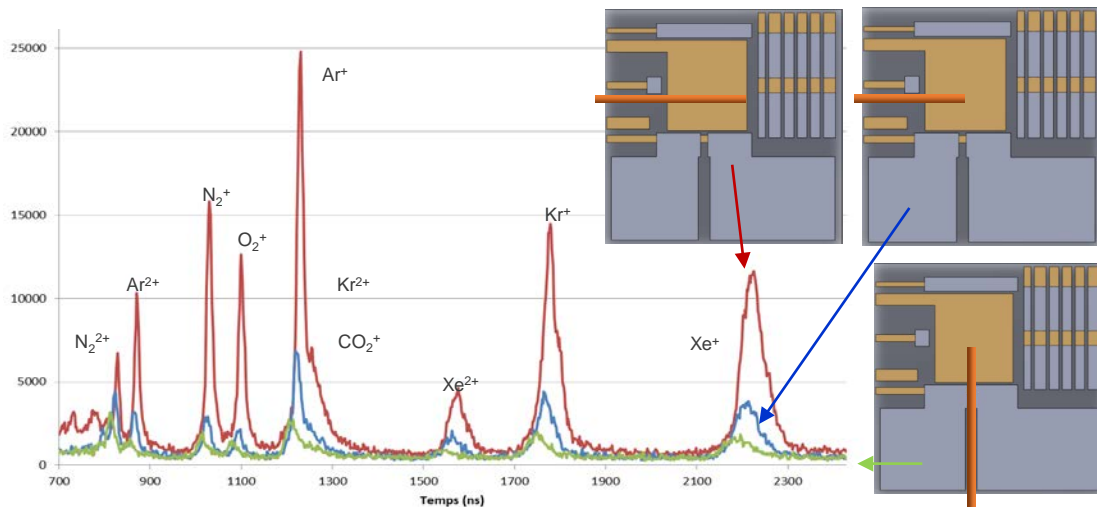 25000
20000
15000
10000
5000
0
700
900
1100
1300
1500
1700
1900
2100
2300
Temps (ns)
N₂²⁺
Ar²⁺
N₂⁺
O₂⁺
Ar⁺
Kr²⁺
CO₂⁺
Xe²⁺
Kr⁺
Xe⁺